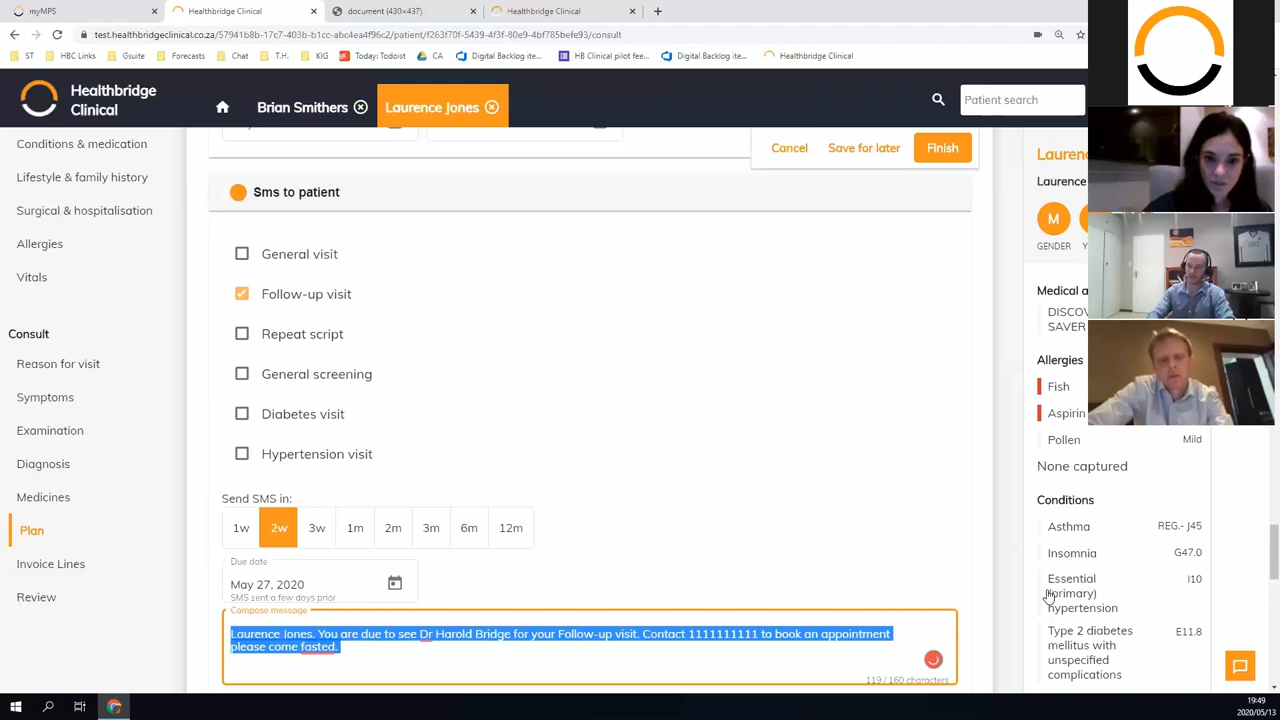 myMPS
Healthbridge Clinical
document (430×437)
Healthbridge Clinical
test.healthbridgeclinical.co.za/57941b8b-17c7-403b-b1cc-abc4ea4f96c2/patient/f263f70f-5439-4f3f-80e9-4bf785befe93/consult
ST
HBC Links
Gsuite
Forecasts
Chat
T.H.
KIG
Today: Todoist
CA
Digital Backlog ite...
HB Clinical pilot fee...
Digital Backlog ite...
Healthbridge Clinical
Healthbridge
Clinical
Brian Smithers
Laurence Jones
Patient search
Conditions & medication
Lifestyle & family history
Surgical & hospitalisation
Allergies
Vitals
Consult
Reason for visit
Symptoms
Examination
Diagnosis
Medicines
Plan
Invoice Lines
Review
Cancel
Save for later
Finish
Sms to patient
General visit
Follow-up visit
Repeat script
General screening
Diabetes visit
Hypertension visit
Send SMS in:
1w
2w
3w
1m
2m
3m
6m
12m
Due date
May 27, 2020
SMS sent a few days prior
Compose message
Laurence Jones. You are due to see Dr Harold Bridge for your Follow-up visit. Contact 1111111111 to book an appointment
please come fasted.
119 / 160 characters
Laurenc
Laurence
M
GENDER
Medical a
DISCOV
SAVER
Allergies
Fish
Aspirin
Pollen Mild
None captured
Conditions
Asthma REG.- J45
Insomnia G47.0
Essential I10
(primary)
hypertension
Type 2 diabetes E11.8
mellitus with
unspecified
complications
19:49
2020/05/13